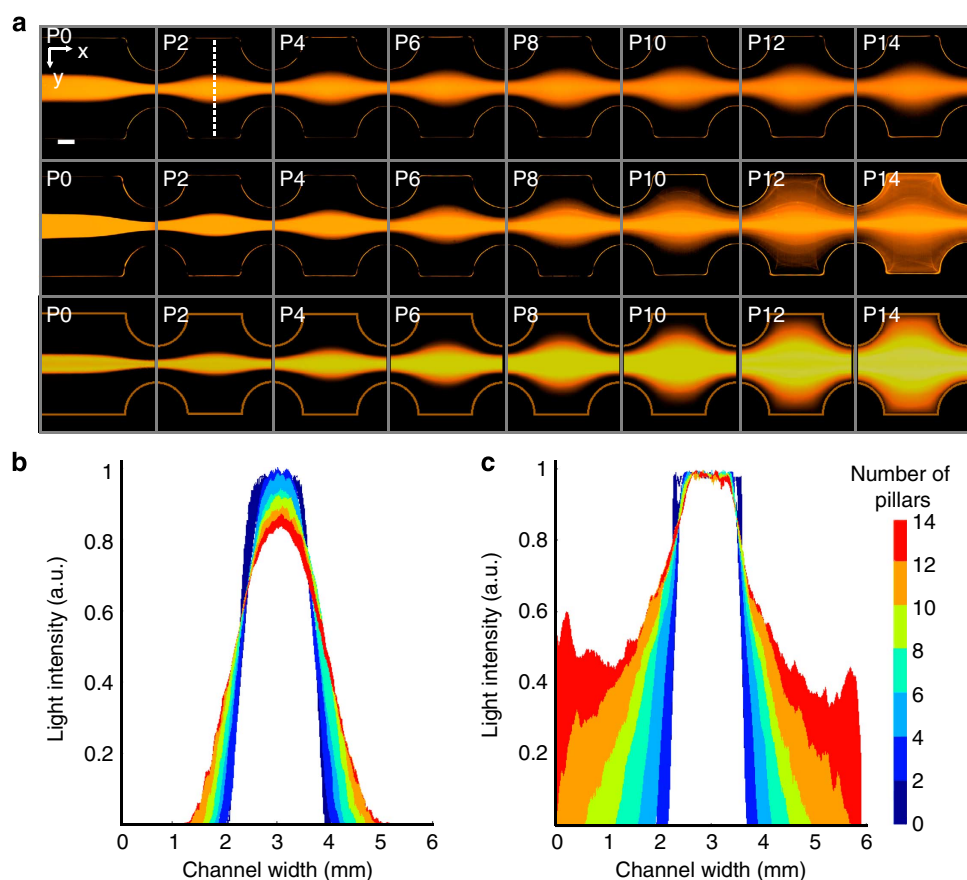 a
P0 P2 P4 P6 P8 P10 P12 P14
x
y
P0 P2 P4 P6 P8 P10 P12 P14
P0 P2 P4 P6 P8 P10 P12 P14
b
1
0.8
0.6
0.4
0.2
Light intensity (a.u.)
0 1 2 3 4 5 6
Channel width (mm)
c
1
0.8
0.6
0.4
0.2
Light intensity (a.u.)
0 2 4 6
Channel width (mm)
Number of
pillars
14
12
10
8
6
4
2
0